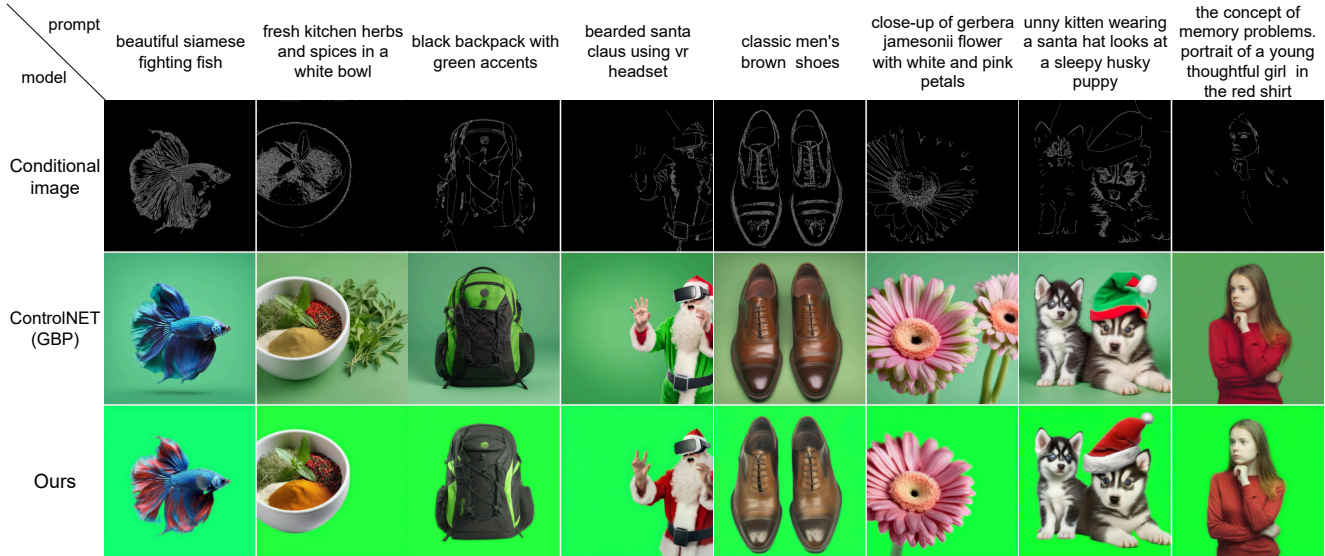 prompt
model
beautiful siamese
fighting fish
fresh kitchen herbs
and spices in a
white bowl
black backpack with
green accents
bearded santa
claus using vr
headset
classic men's
brown shoes
close-up of gerbera
jamesonii flower
with white and pink
petals
unny kitten wearing
a santa hat looks at
a sleepy husky
puppy
the concept of
memory problems.
portrait of a young
thoughtful girl in
the red shirt
Conditional
image
ControlNET
(GBP)
Ours